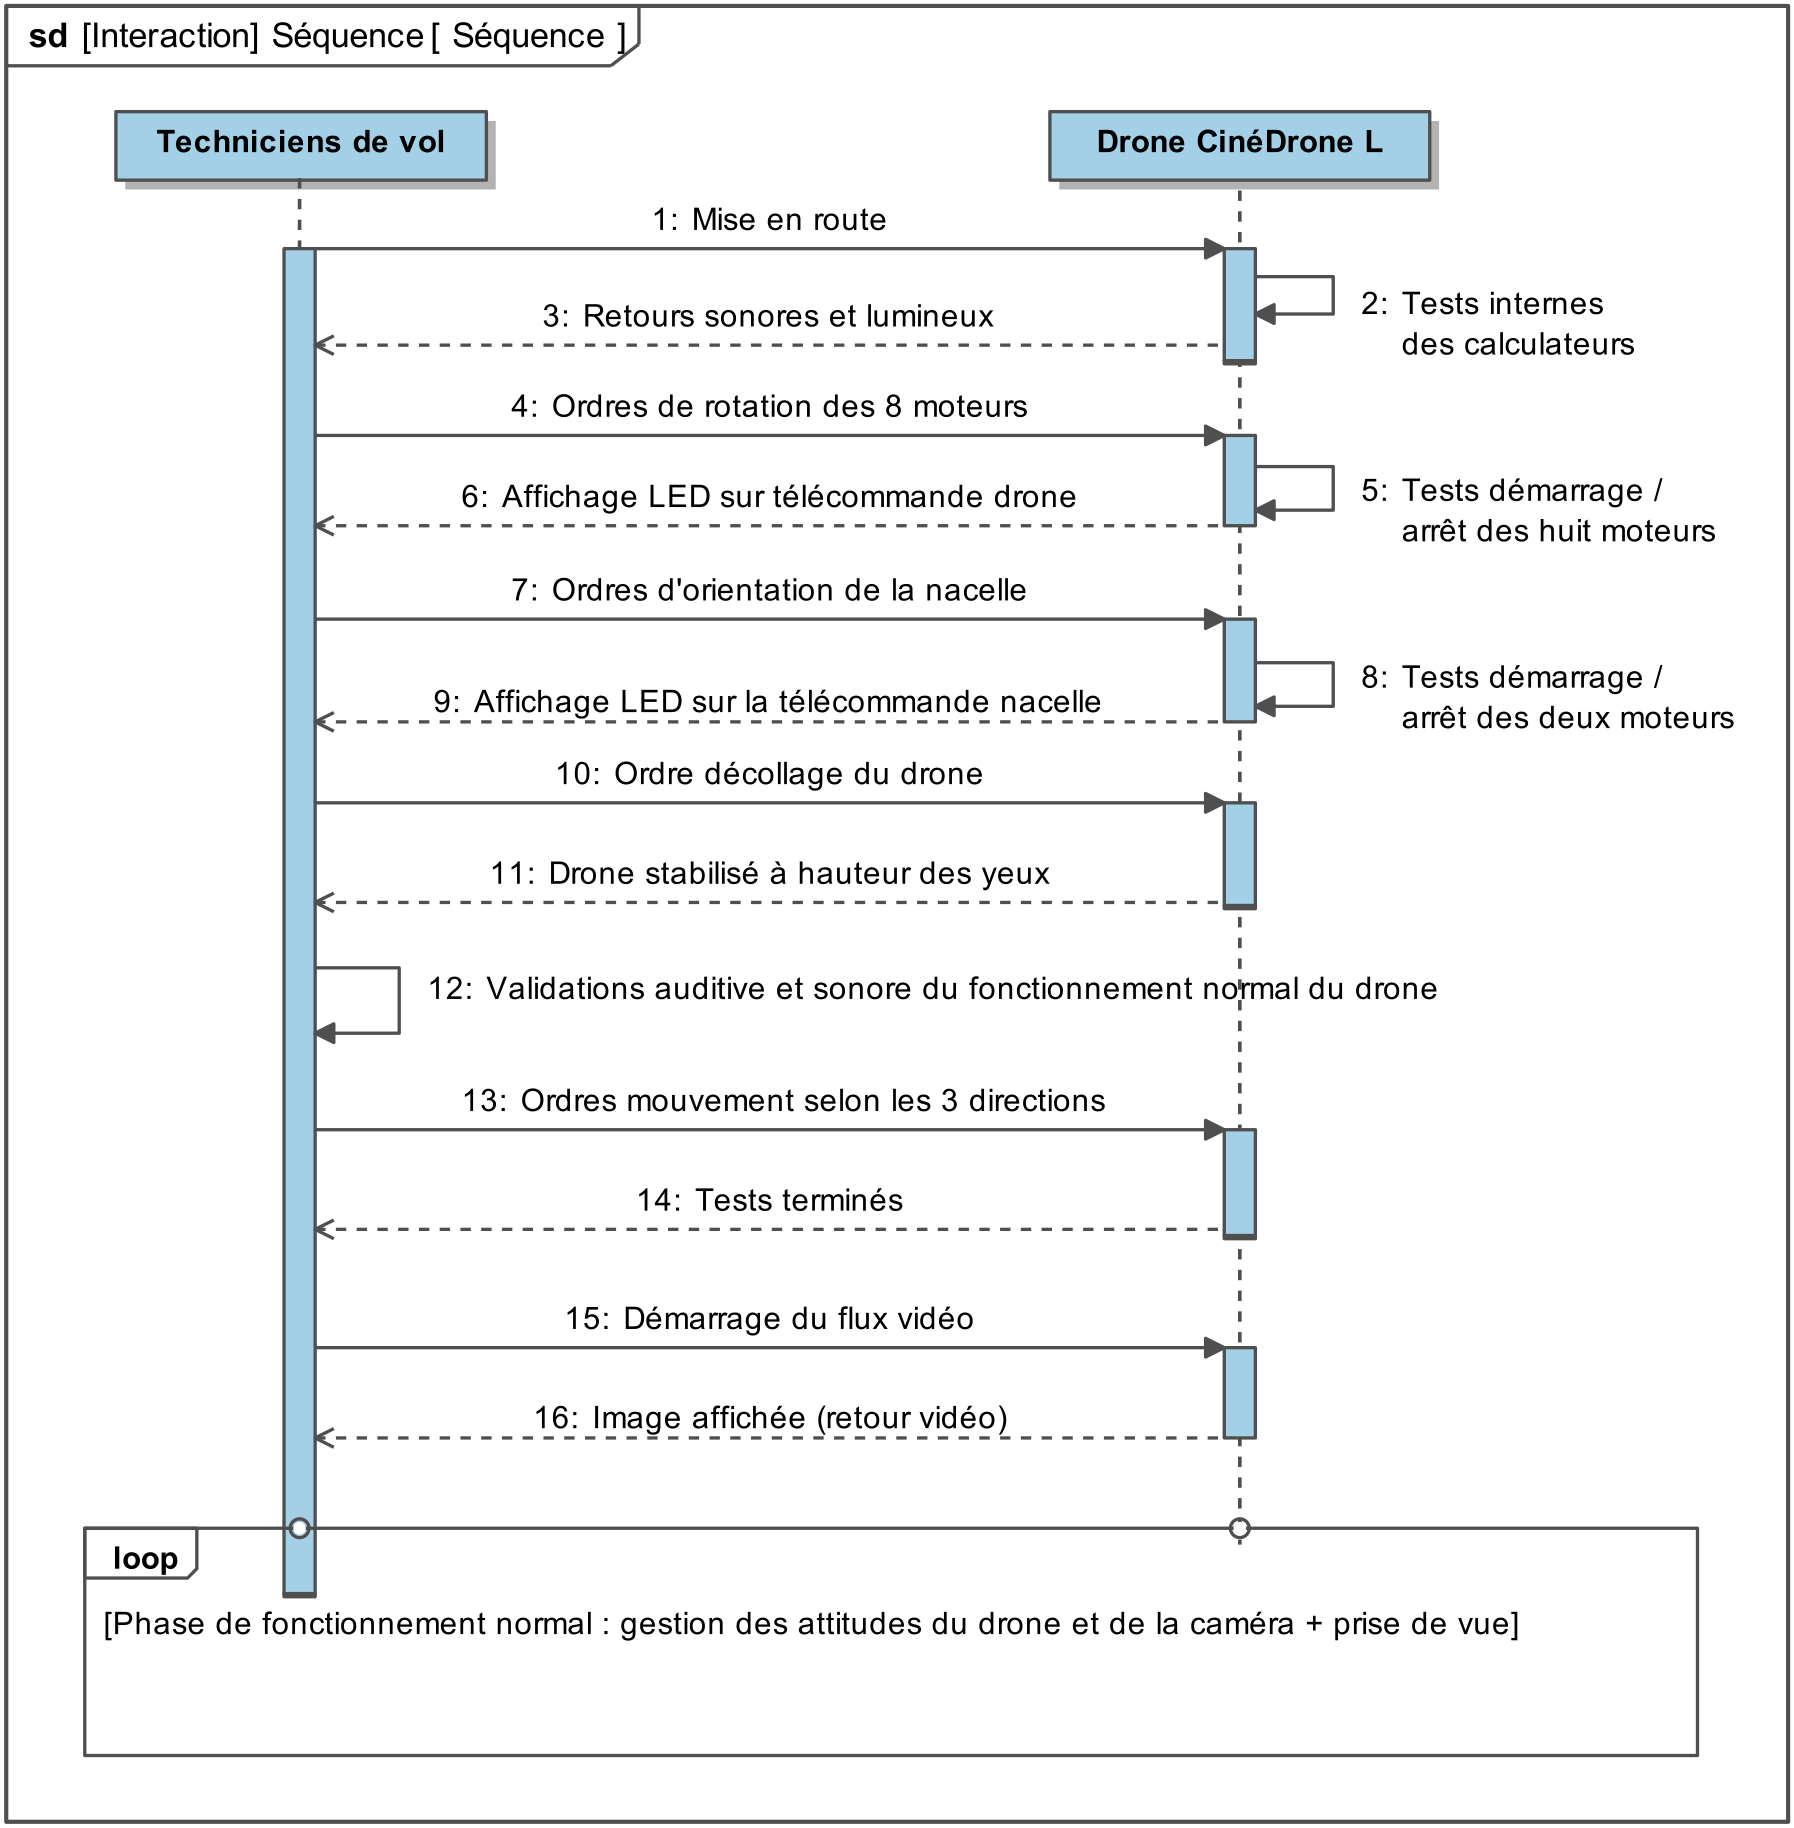 sd [Interaction] Séquence [ Séquence ]
Techniciens de vol
Drone CinéDrone L
1: Mise en route
2: Tests internes
des calculateurs
3: Retours sonores et lumineux
4: Ordres de rotation des 8 moteurs
5: Tests démarrage /
arrêt des huit moteurs
6: Affichage LED sur télécommande drone
7: Ordres d'orientation de la nacelle
8: Tests démarrage /
arrêt des deux moteurs
9: Affichage LED sur la télécommande nacelle
10: Ordre décollage du drone
11: Drone stabilisé à hauteur des yeux
12: Validations auditive et sonore du fonctionnement normal du drone
13: Ordres mouvement selon les 3 directions
14: Tests terminés
15: Démarrage du flux vidéo
16: Image affichée (retour vidéo)
loop
[Phase de fonctionnement normal : gestion des attitudes du drone et de la caméra + prise de vue]